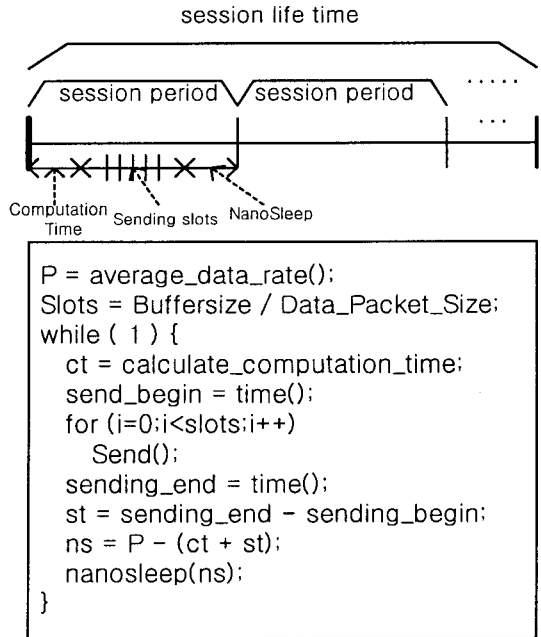 session life time
session period session period .....
...
Computation Time Sending slots NanoSleep
P = average_data_rate();
Slots = Buffersize / Data_Packet_Size;
while ( 1 ) {
ct = calculate_computation_time;
send_begin = time();
for (i=0;i<slots;i++)
Send();
sending_end = time();
st = sending_end - sending_begin;
ns = P - (ct + st);
nanosleep(ns);
}